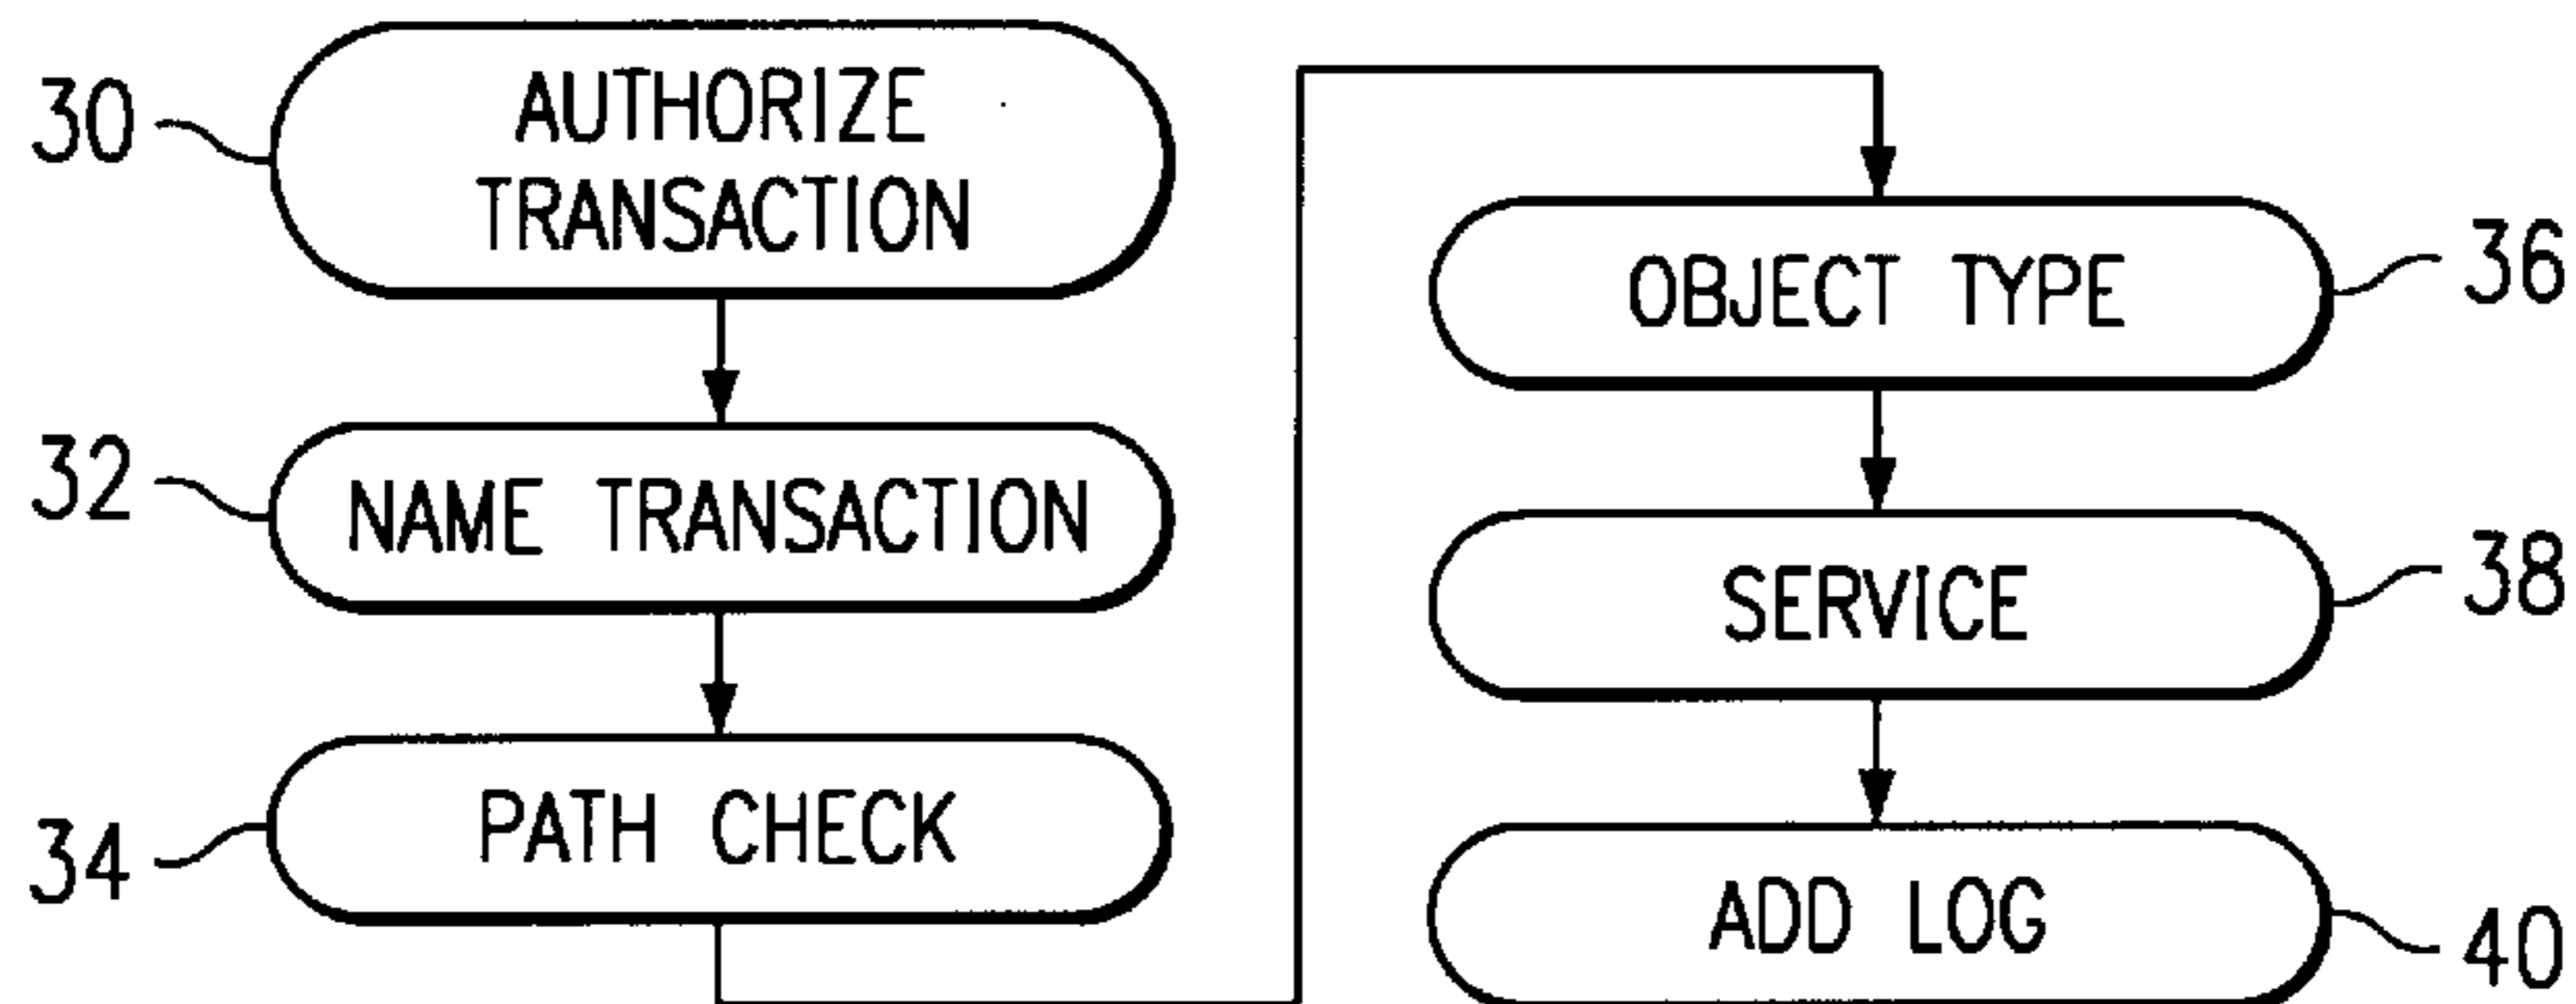 30
AUTHORIZE
TRANSACTION
32
NAME TRANSACTION
34
PATH CHECK
OBJECT TYPE
36
SERVICE
38
ADD LOG
40